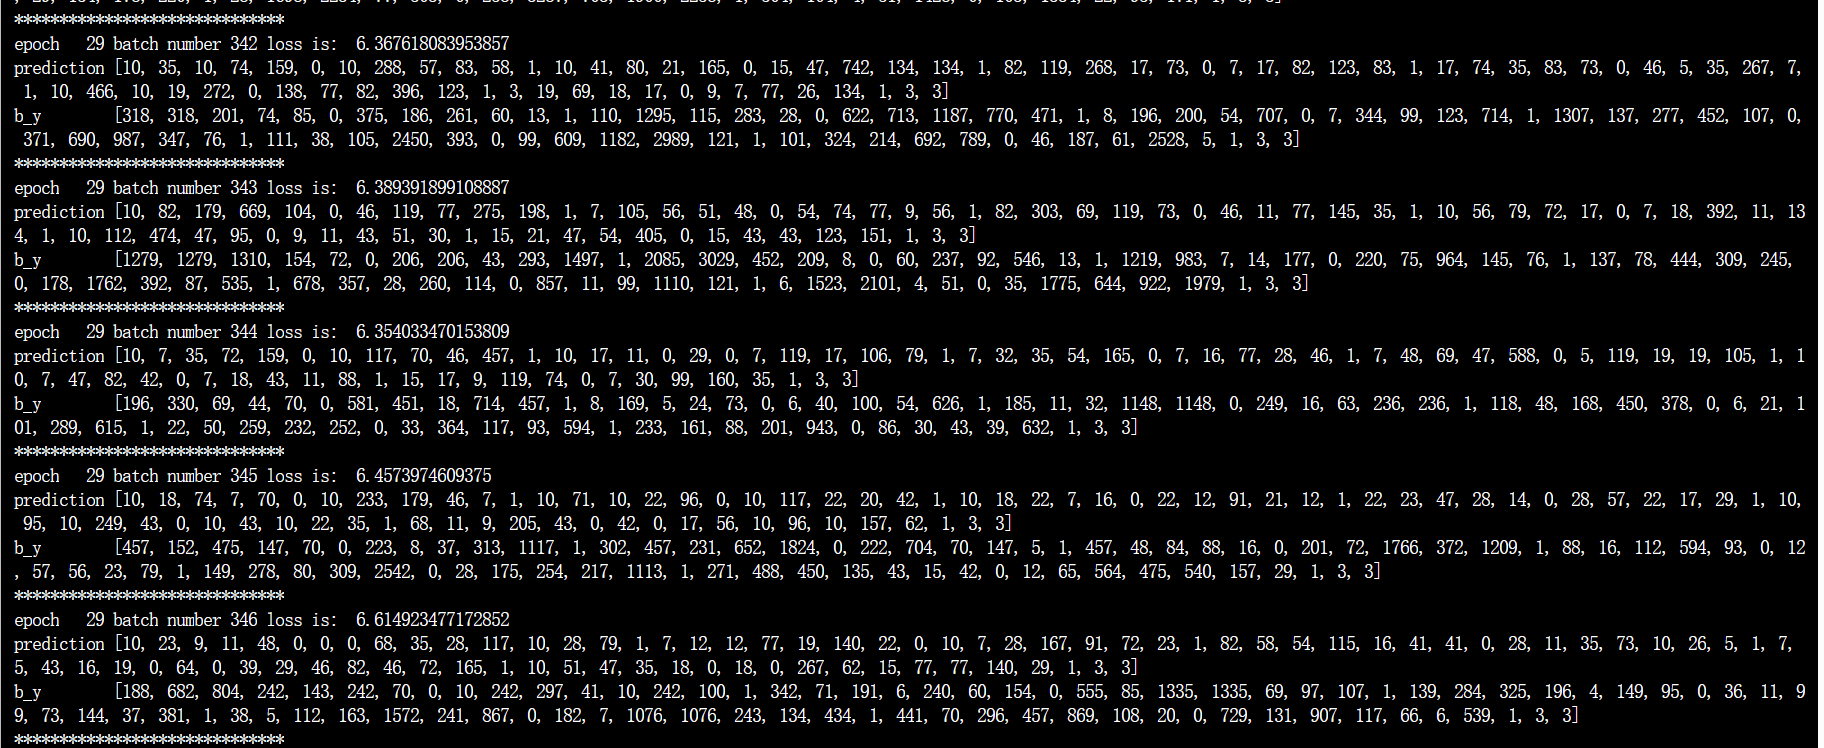 *******************************
epoch   29 batch number 342 loss is:  6.367618083953857
prediction [10, 35, 10, 74, 159, 0, 10, 288, 57, 83, 58, 1, 10, 41, 80, 21, 165, 0, 15, 47, 742, 134, 134, 1, 82, 119, 268, 17, 73, 0, 7, 17, 82, 123, 83, 1, 17, 74, 35, 83, 73, 0, 46, 5, 35, 267, 7,
 1, 10, 466, 10, 19, 272, 0, 138, 77, 82, 396, 123, 1, 3, 19, 69, 18, 17, 0, 9, 7, 77, 26, 134, 1, 3, 3]
b_y        [318, 318, 201, 74, 85, 0, 375, 186, 261, 60, 13, 1, 110, 1295, 115, 283, 28, 0, 622, 713, 1187, 770, 471, 1, 8, 196, 200, 54, 707, 0, 7, 344, 99, 123, 714, 1, 1307, 137, 277, 452, 107, 0,
 371, 690, 987, 347, 76, 1, 111, 38, 105, 2450, 393, 0, 99, 609, 1182, 2989, 121, 1, 101, 324, 214, 692, 789, 0, 46, 187, 61, 2528, 5, 1, 3, 3]
*******************************
epoch   29 batch number 343 loss is:  6.389391899108887
prediction [10, 82, 179, 669, 104, 0, 46, 119, 77, 275, 198, 1, 7, 105, 56, 51, 48, 0, 54, 74, 77, 9, 56, 1, 82, 303, 69, 119, 73, 0, 46, 11, 77, 145, 35, 1, 10, 56, 79, 72, 17, 0, 7, 18, 392, 11, 13
4, 1, 10, 112, 474, 47, 95, 0, 9, 11, 43, 51, 30, 1, 15, 21, 47, 54, 405, 0, 15, 43, 43, 123, 151, 1, 3, 3]
b_y        [1279, 1279, 1310, 154, 72, 0, 206, 206, 43, 293, 1497, 1, 2085, 3029, 452, 209, 8, 0, 60, 237, 92, 546, 13, 1, 1219, 983, 7, 14, 177, 0, 220, 75, 964, 145, 76, 1, 137, 78, 444, 309, 245,
0, 178, 1762, 392, 87, 535, 1, 678, 357, 28, 260, 114, 0, 857, 11, 99, 1110, 121, 1, 6, 1523, 2101, 4, 51, 0, 35, 1775, 644, 922, 1979, 1, 3, 3]
*******************************
epoch   29 batch number 344 loss is:  6.354033470153809
prediction [10, 7, 35, 72, 159, 0, 10, 117, 70, 46, 457, 1, 10, 17, 11, 0, 29, 0, 7, 119, 17, 106, 79, 1, 7, 32, 35, 54, 165, 0, 7, 16, 77, 28, 46, 1, 7, 48, 69, 47, 588, 0, 5, 119, 19, 19, 105, 1, 1
0, 7, 47, 82, 42, 0, 7, 18, 43, 11, 88, 1, 15, 17, 9, 119, 74, 0, 7, 30, 99, 160, 35, 1, 3, 3]
b_y        [196, 330, 69, 44, 70, 0, 581, 451, 18, 714, 457, 1, 8, 169, 5, 24, 73, 0, 6, 40, 100, 54, 626, 1, 185, 11, 32, 1148, 1148, 0, 249, 16, 63, 236, 236, 1, 118, 48, 168, 450, 378, 0, 6, 21, 1
01, 289, 615, 1, 22, 50, 259, 232, 252, 0, 33, 364, 117, 93, 594, 1, 233, 161, 88, 201, 943, 0, 86, 30, 43, 39, 632, 1, 3, 3]
*******************************
epoch   29 batch number 345 loss is:  6.4573974609375
prediction [10, 18, 74, 7, 70, 0, 10, 233, 179, 46, 7, 1, 10, 71, 10, 22, 96, 0, 10, 117, 22, 20, 42, 1, 10, 18, 22, 7, 16, 0, 22, 12, 91, 21, 12, 1, 22, 23, 47, 28, 14, 0, 28, 57, 22, 17, 29, 1, 10,
 95, 10, 249, 43, 0, 10, 43, 10, 22, 35, 1, 68, 11, 9, 205, 43, 0, 42, 0, 17, 56, 10, 96, 10, 157, 62, 1, 3, 3]
b_y        [457, 152, 475, 147, 70, 0, 223, 8, 37, 313, 1117, 1, 302, 457, 231, 652, 1824, 0, 222, 704, 70, 147, 5, 1, 457, 48, 84, 88, 16, 0, 201, 72, 1766, 372, 1209, 1, 88, 16, 112, 594, 93, 0, 12
, 57, 56, 23, 79, 1, 149, 278, 80, 309, 2542, 0, 28, 175, 254, 217, 1113, 1, 271, 488, 450, 135, 43, 15, 42, 0, 12, 65, 564, 475, 540, 157, 29, 1, 3, 3]
*******************************
epoch   29 batch number 346 loss is:  6.614923477172852
prediction [10, 23, 9, 11, 48, 0, 0, 0, 68, 35, 28, 117, 10, 28, 79, 1, 7, 12, 12, 77, 19, 140, 22, 0, 10, 7, 28, 167, 91, 72, 23, 1, 82, 58, 54, 115, 16, 41, 41, 0, 28, 11, 35, 73, 10, 26, 5, 1, 7,
5, 43, 16, 19, 0, 64, 0, 39, 29, 46, 82, 46, 72, 165, 1, 10, 51, 47, 35, 18, 0, 18, 0, 267, 62, 15, 77, 77, 140, 29, 1, 3, 3]
b_y        [188, 682, 804, 242, 143, 242, 70, 0, 10, 242, 297, 41, 10, 242, 100, 1, 342, 71, 191, 6, 240, 60, 154, 0, 555, 85, 1335, 1335, 69, 97, 107, 1, 139, 284, 325, 196, 4, 149, 95, 0, 36, 11, 9
9, 73, 144, 37, 381, 1, 38, 5, 112, 163, 1572, 241, 867, 0, 182, 7, 1076, 1076, 243, 134, 434, 1, 441, 70, 296, 457, 869, 108, 20, 0, 729, 131, 907, 117, 66, 6, 539, 1, 3, 3]
*******************************